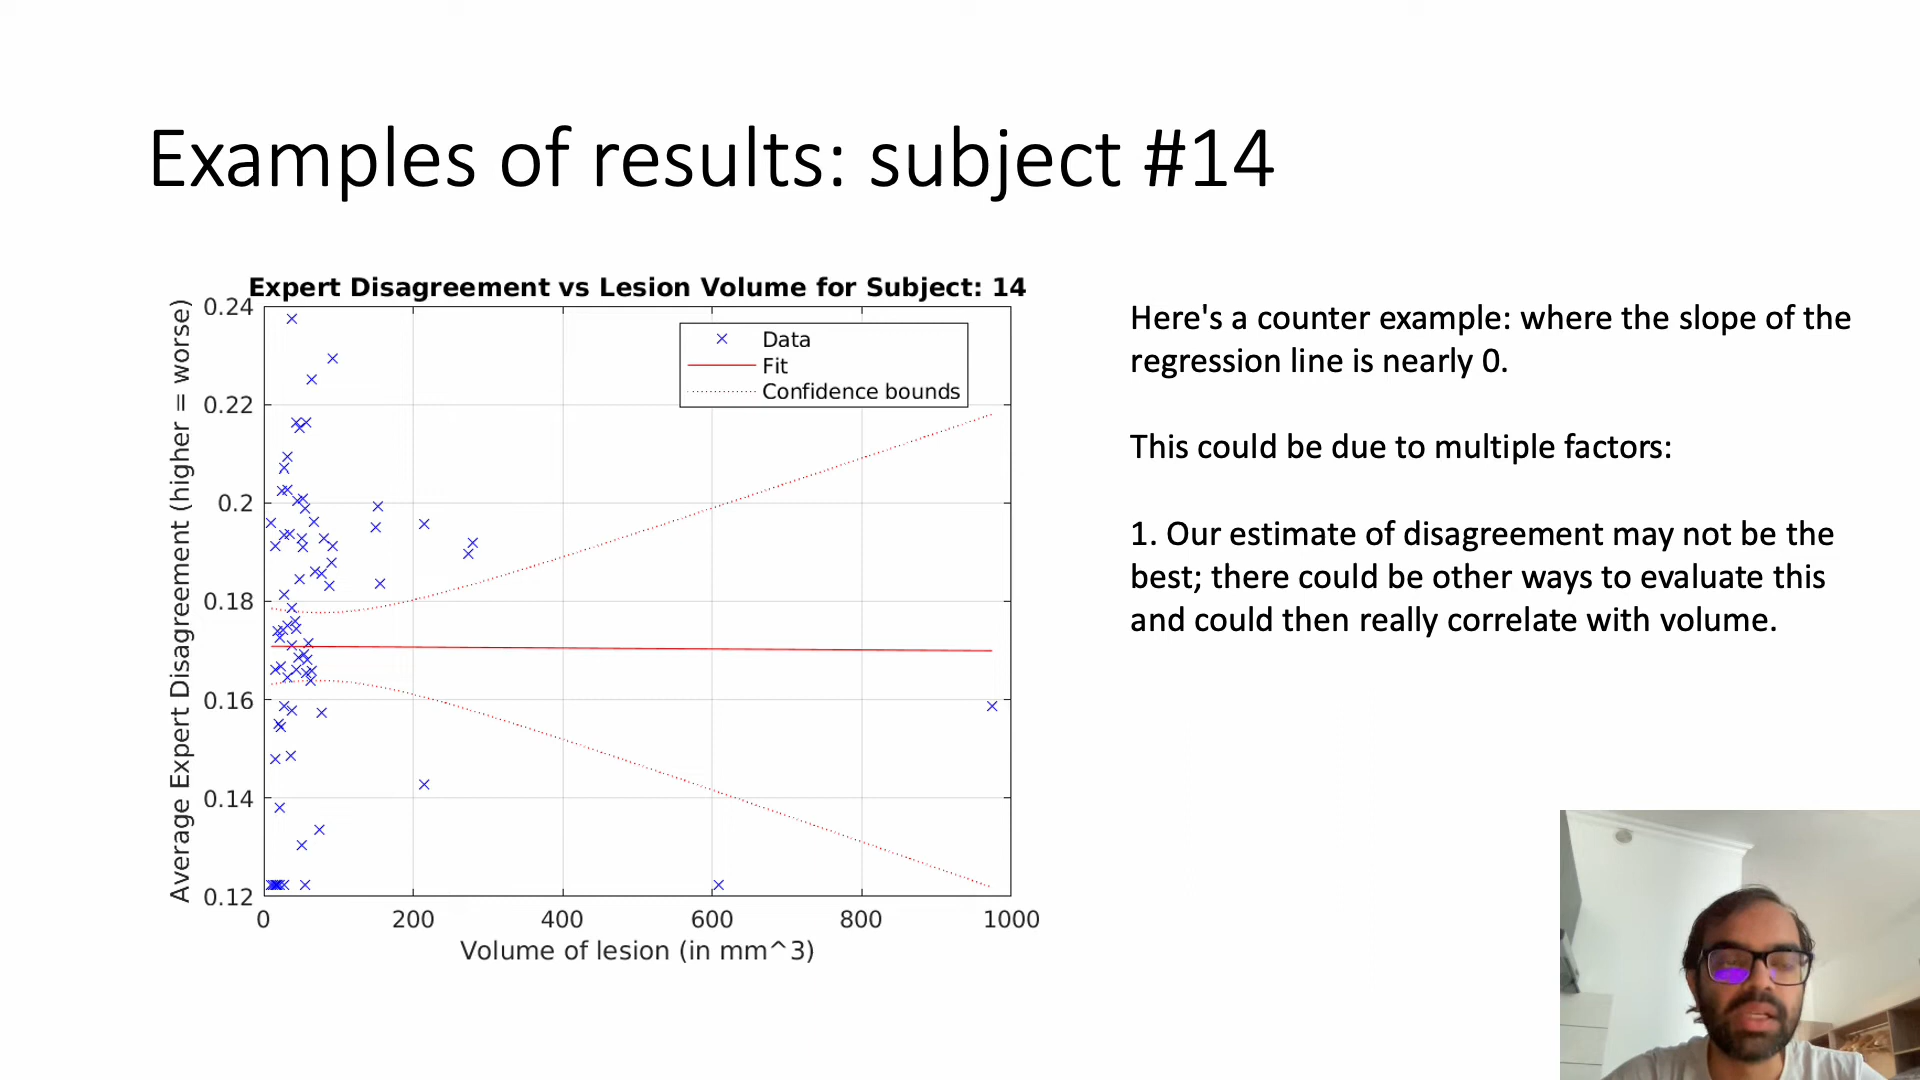 Examples of results: subject #14
Expert Disagreement vs Lesion Volume for Subject: 14
Average Expert Disagreement (higher = worse)
0.24
0.22
0.2
0.18
0.16
0.14
0.12
0
200
400
600
800
1000
Volume of lesion (in mm^3)
Data
Fit
Confidence bounds
Here's a counter example: where the slope of the
regression line is nearly 0.
This could be due to multiple factors:
1. Our estimate of disagreement may not be the
best; there could be other ways to evaluate this
and could then really correlate with volume.